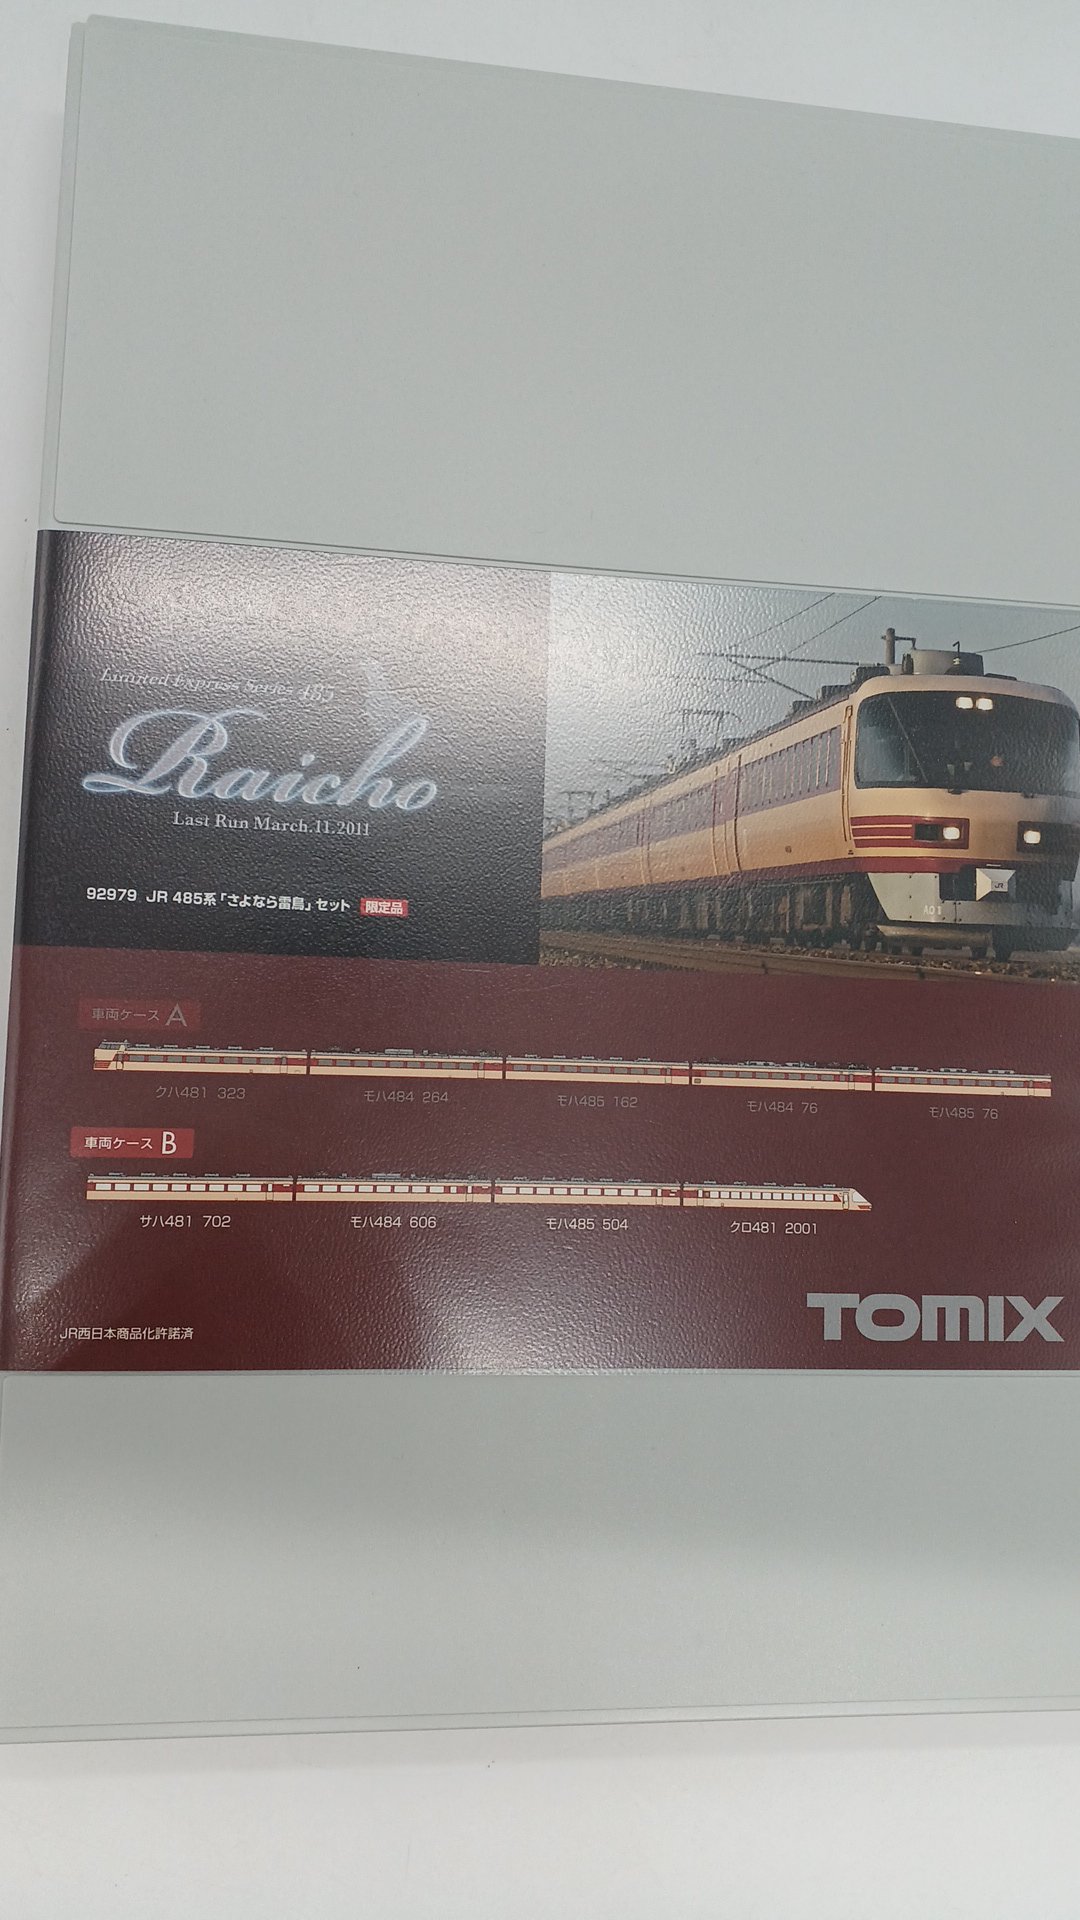 Limited Express Series 485
Raicho
Last Run March.11.2011
92979 JR 485系「さよなら雷鳥」セット 限定品
JR
A01
車両ケース A
クハ481 323
モハ484 264
モハ485 162
モハ484 76
モハ485 76
車両ケース B
サハ481 702
モハ484 606
モハ485 504
クロ481 2001
TOMIX
JR西日本商品化許諾済